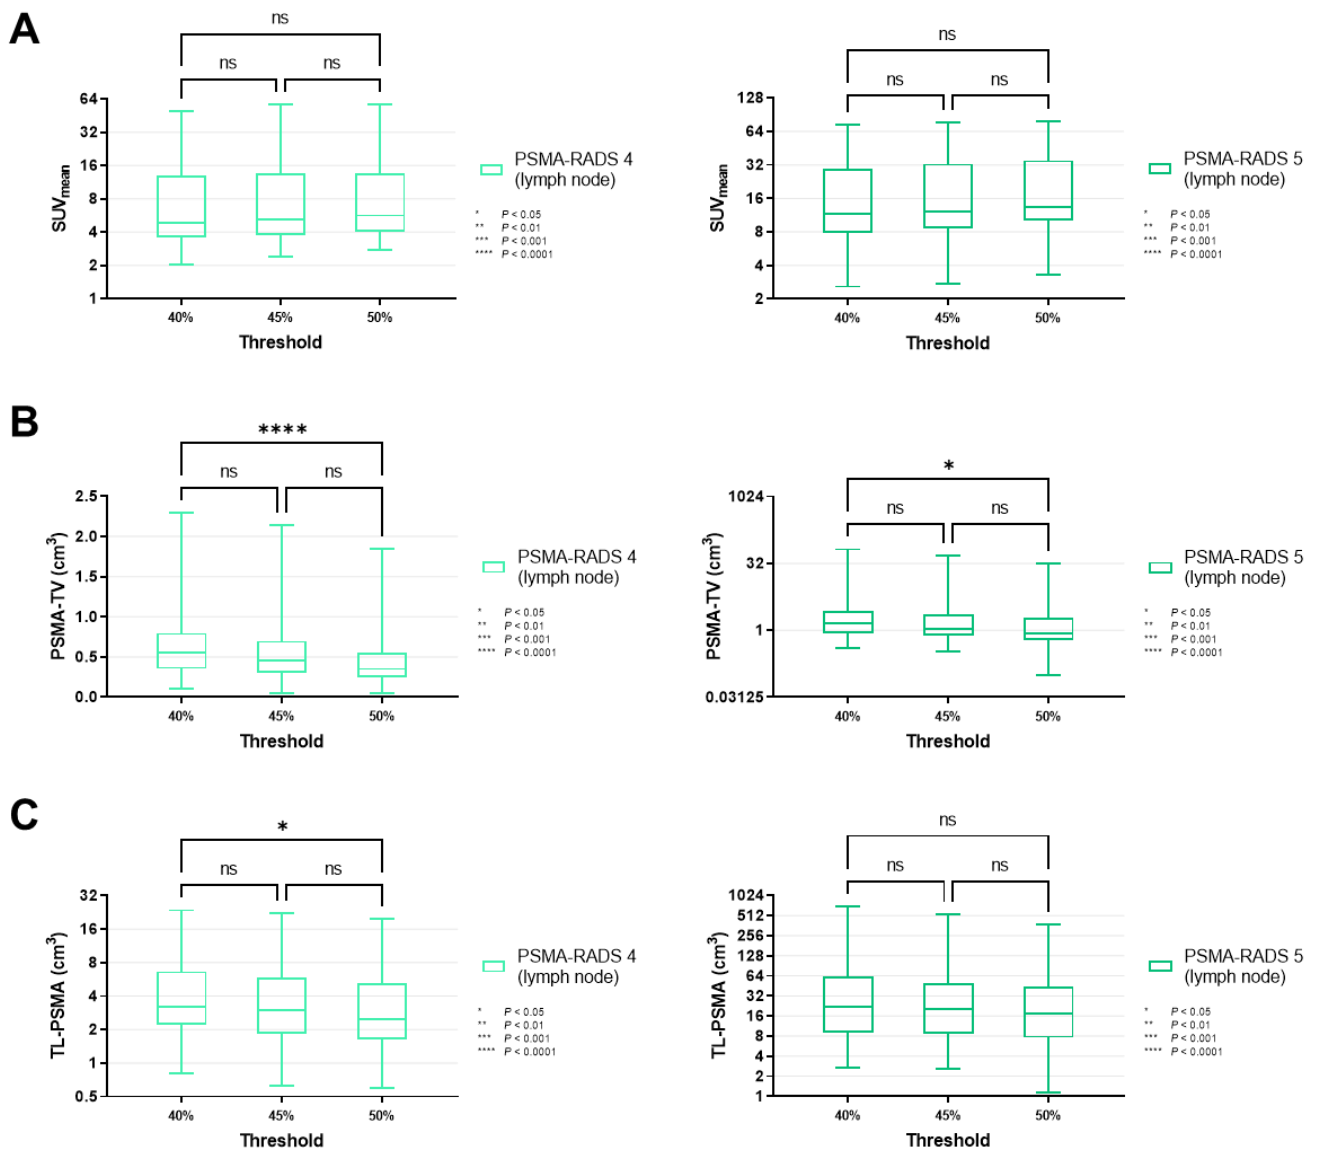 A
ns
ns
ns
64
32
16
8
4
2
1
SUVmean
40%
45%
50%
Threshold
PSMA-RADS 4
(lymph node)
* P < 0.05
** P < 0.01
*** P < 0.001
**** P < 0.0001
ns
ns
ns
128
64
32
16
8
4
2
SUVmean
40%
45%
50%
Threshold
PSMA-RADS 5
(lymph node)
* P < 0.05
** P < 0.01
*** P < 0.001
**** P < 0.0001
B
****
ns
ns
2.5
2.0
1.5
1.0
0.5
0.0
PSMA-TV (cm³)
40%
45%
50%
Threshold
PSMA-RADS 4
(lymph node)
* P < 0.05
** P < 0.01
*** P < 0.001
**** P < 0.0001
*
ns
ns
1024
32
1
0.03125
PSMA-TV (cm³)
40%
45%
50%
Threshold
PSMA-RADS 5
(lymph node)
* P < 0.05
** P < 0.01
*** P < 0.001
**** P < 0.0001
C
*
ns
ns
32
16
8
4
2
1
0.5
TL-PSMA (cm³)
40%
45%
50%
Threshold
PSMA-RADS 4
(lymph node)
* P < 0.05
** P < 0.01
*** P < 0.001
**** P < 0.0001
ns
ns
ns
1024
512
256
128
64
32
16
8
4
2
1
TL-PSMA (cm³)
40%
45%
50%
Threshold
PSMA-RADS 5
(lymph node)
* P < 0.05
** P < 0.01
*** P < 0.001
**** P < 0.0001